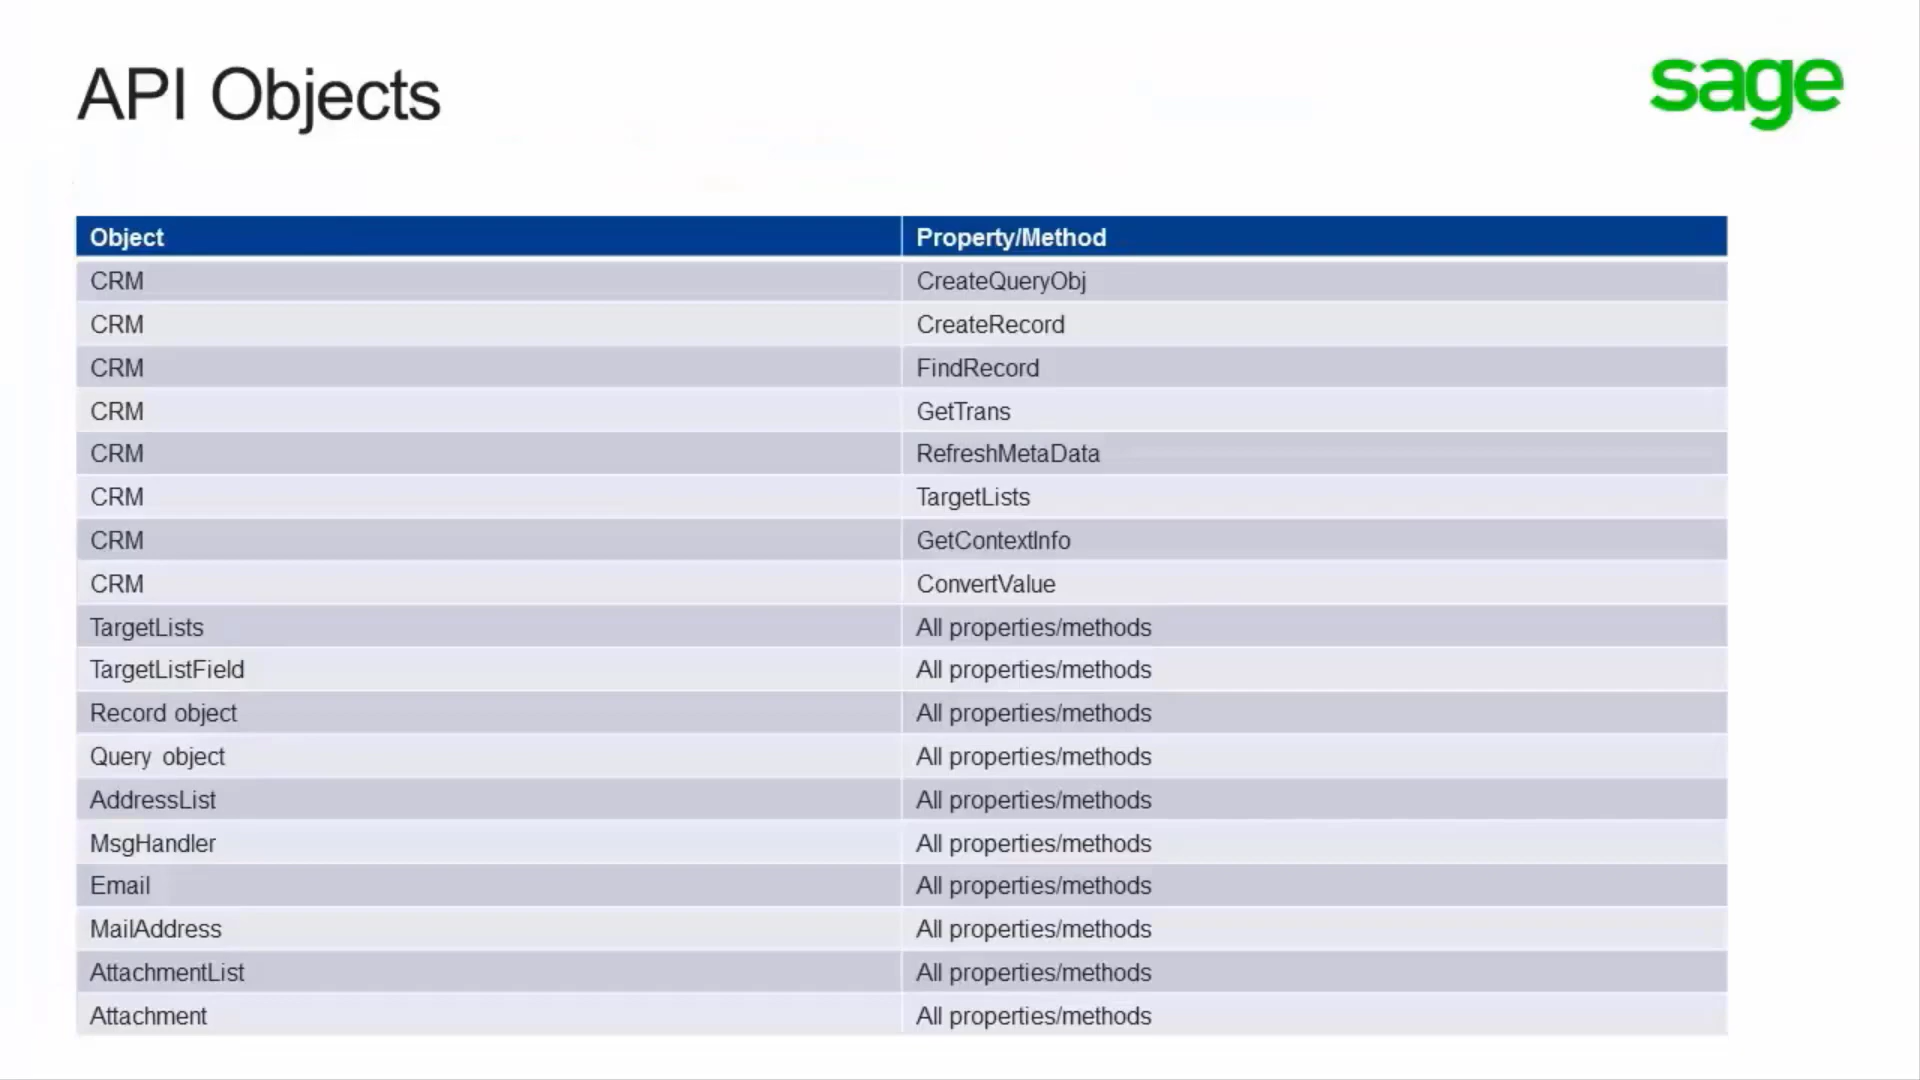 API Objects
sage
Object Property/Method
CRM CreateQueryObj
CRM CreateRecord
CRM FindRecord
CRM GetTrans
CRM RefreshMetaData
CRM TargetLists
CRM GetContextInfo
CRM ConvertValue
TargetLists All properties/methods
TargetListField All properties/methods
Record object All properties/methods
Query object All properties/methods
AddressList All properties/methods
MsgHandler All properties/methods
Email All properties/methods
MailAddress All properties/methods
AttachmentList All properties/methods
Attachment All properties/methods